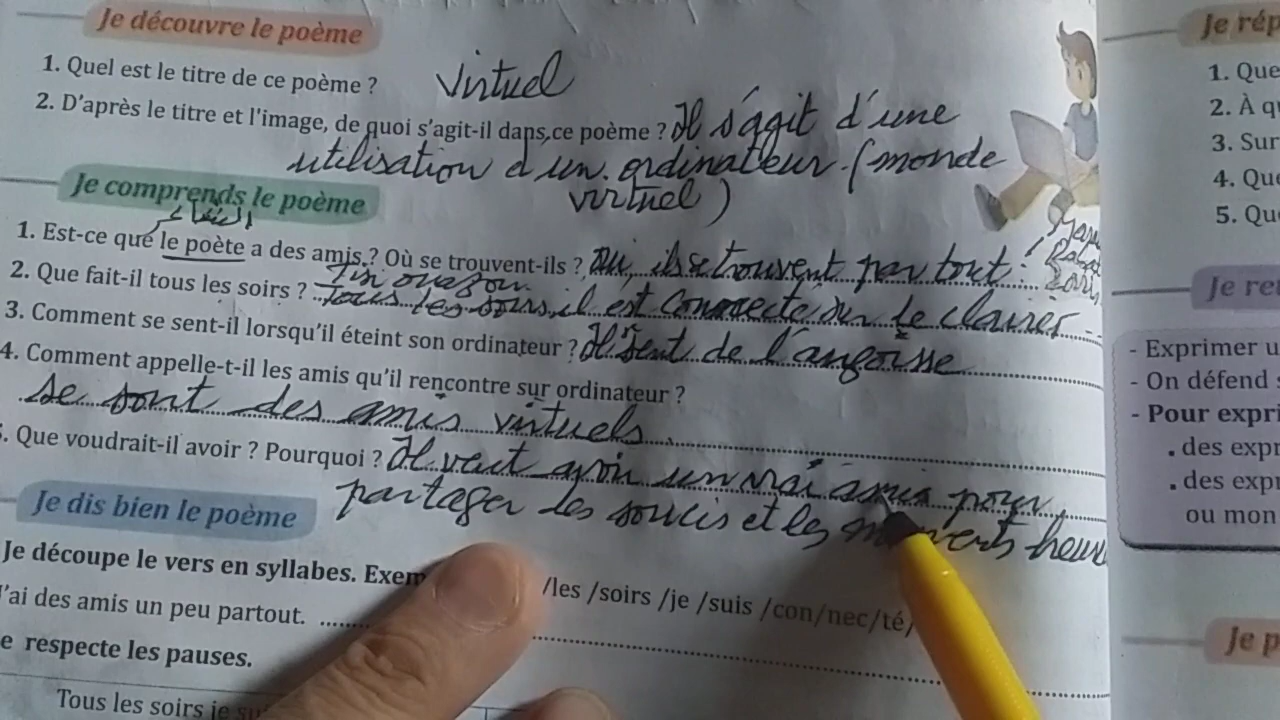 Je découvre le poème
1. Quel est le titre de ce poème ? Virtuel
2. D'après le titre et l'image, de quoi s'agit-il dans ce poème ? Il s'agit d'une
utilisation d'un ordinateur. (monde
virtuel)
Je comprends le poème
1. Est-ce que le poète a des amis ? Où se trouvent-ils ? oui, ils se trouvent par tout :
2. Que fait-il tous les soirs ? Tous les soirs, il est connecté sur le clavier
3. Comment se sent-il lorsqu'il éteint son ordinateur ? Il sent de l'angoisse
4. Comment appelle-t-il les amis qu'il rencontre sur ordinateur ?
se sont des amis virtuels.
. Que voudrait-il avoir ? Pourquoi ? Il veut avoir un vrai amis pour
partager les soucis et les moments heur
Je dis bien le poème
Je découpe le vers en syllabes. Exem /les /soirs /je /suis /con/nec/té/
J'ai des amis un peu partout.
e respecte les pauses.
Tous les soirs je su
Je rép
1. Que
2. À q
3. Sur
4. Que
5. Qu
Je re
- Exprimer u
- On défend
- Pour expri
. des expr
. des expr
ou mon
Je p